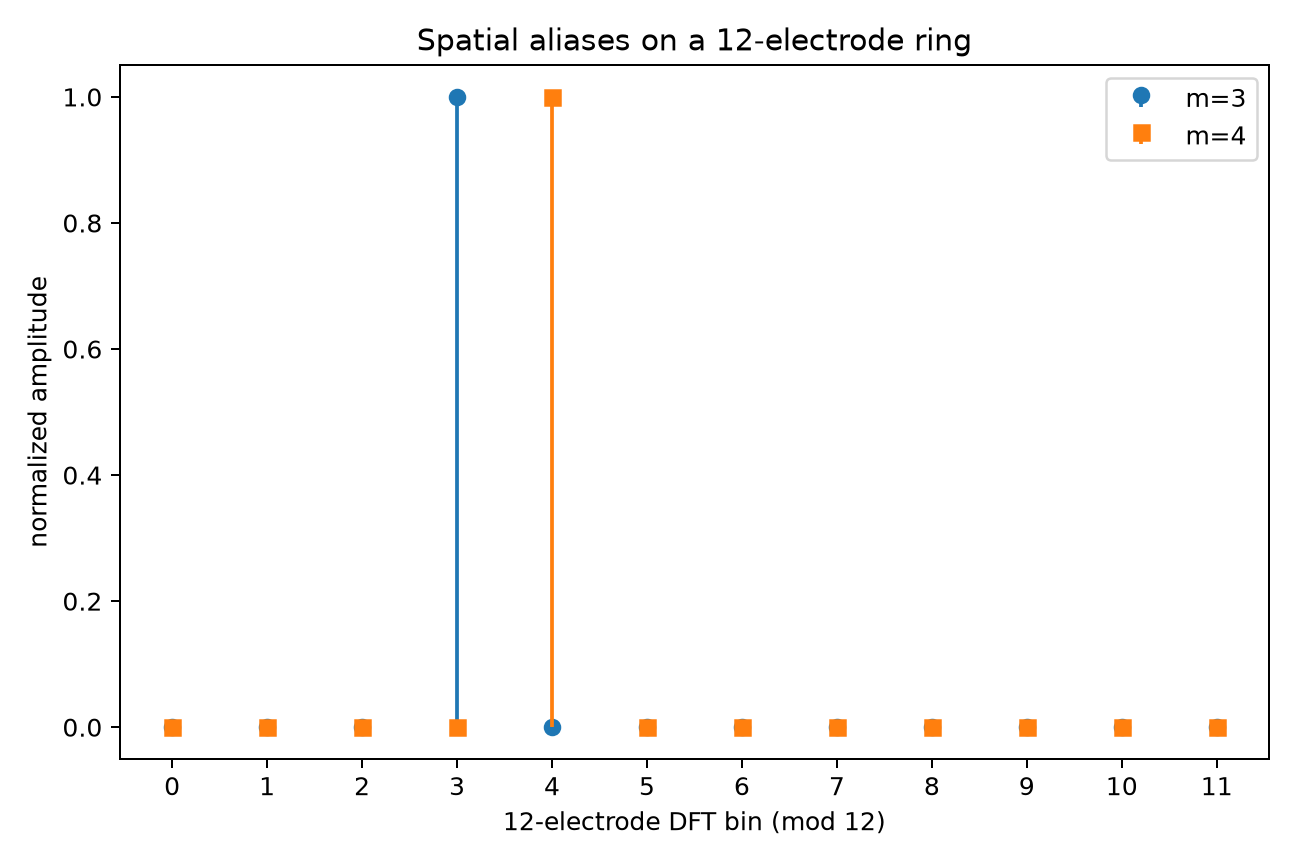 Spatial aliases on a 12-electrode ring
m=3
m=4
normalized amplitude
1.0
0.8
0.6
0.4
0.2
0.0
0 1 2 3 4 5 6 7 8 9 10 11
12-electrode DFT bin (mod 12)